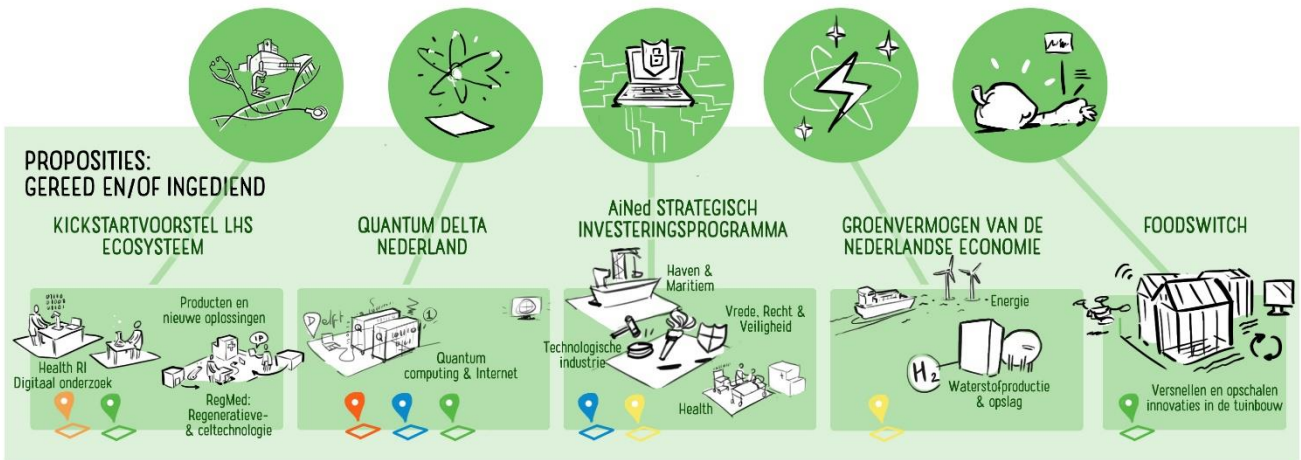 PROPOSITIES:
GEREED EN/OF INGEDIEND
KICKSTARTVOORSTEL LHS
ECOSYSTEEM
Producten en
nieuwe oplossingen
IP
Health RI
Digitaal onderzoek
RegMed:
Regeneratieve-
& celtechnologie
QUANTUM DELTA
NEDERLAND
Delft
Quantum
computing & Internet
AiNed STRATEGISCH
INVESTERINGSPROGRAMMA
Haven &
Maritiem
Vrede, Recht &
Veiligheid
Technologische
industrie
Health
GROENVERMOGEN VAN DE
NEDERLANDSE ECONOMIE
Energie
H2
Waterstofproductie
& opslag
FOODSWITCH
Versnellen en opschalen
innovaties in de tuinbouw